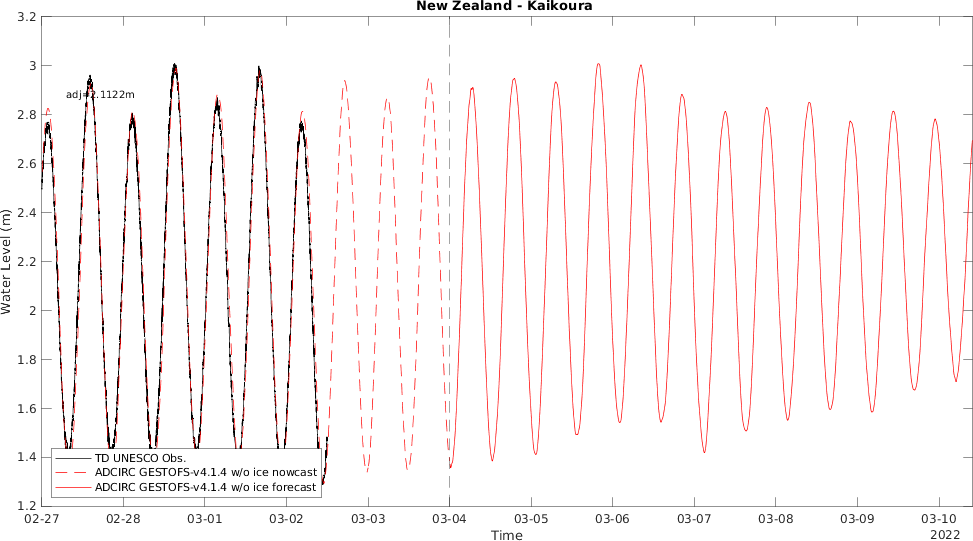 New Zealand - Kaikoura
3.2
3
2.8
2.6
2.4
2.2
2
1.8
1.6
1.4
1.2
Water Level (m)
adj=2.1122m
TD UNESCO Obs.
ADCIRC GESTOFS-v4.1.4 w/o ice nowcast
ADCIRC GESTOFS-v4.1.4 w/o ice forecast
02-27 02-28 03-01 03-02 03-03 03-04 03-05 03-06 03-07 03-08 03-09 03-10
Time
2022